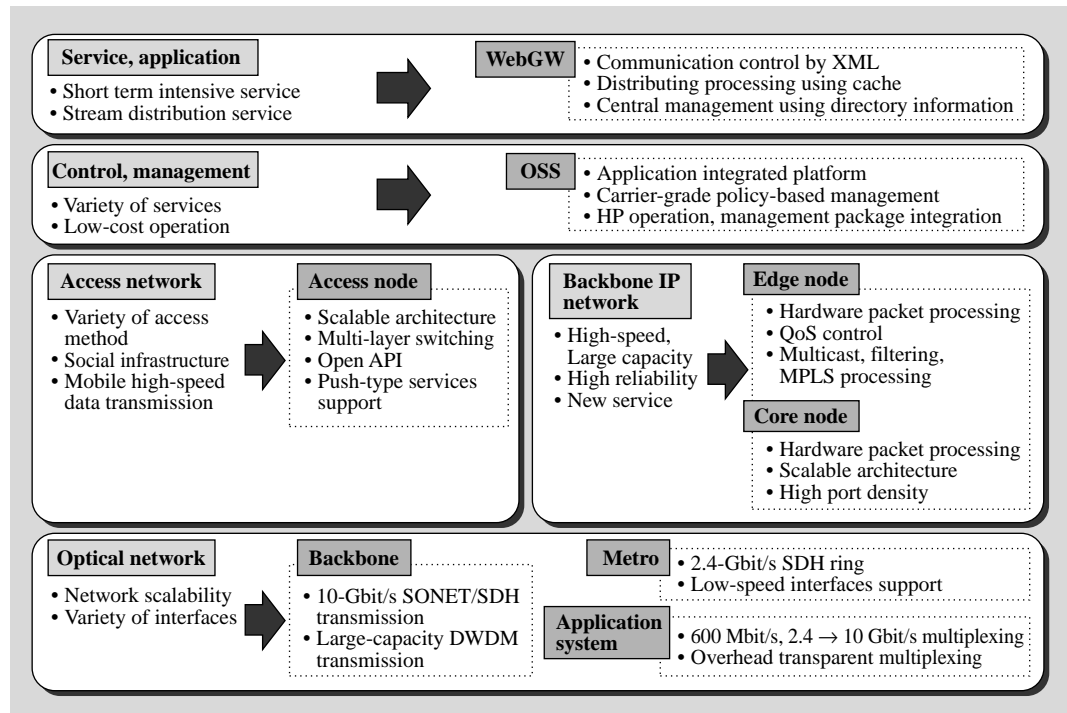 Service, application
• Short term intensive service
• Stream distribution service
WebGW
• Communication control by XML
• Distributing processing using cache
• Central management using directory information
Control, management
• Variety of services
• Low-cost operation
OSS
• Application integrated platform
• Carrier-grade policy-based management
• HP operation, management package integration
Access network
• Variety of access
method
• Social infrastructure
• Mobile high-speed
data transmission
Access node
• Scalable architecture
• Multi-layer switching
• Open API
• Push-type services
support
Backbone IP
network
• High-speed,
Large capacity
• High reliability
• New service
Edge node
• Hardware packet processing
• QoS control
• Multicast, filtering,
MPLS processing
Core node
• Hardware packet processing
• Scalable architecture
• High port density
Optical network
• Network scalability
• Variety of interfaces
Backbone
• 10-Gbit/s SONET/SDH
transmission
• Large-capacity DWDM
transmission
Metro
• 2.4-Gbit/s SDH ring
• Low-speed interfaces support
Application
system
• 600 Mbit/s, 2.4 → 10 Gbit/s multiplexing
• Overhead transparent multiplexing